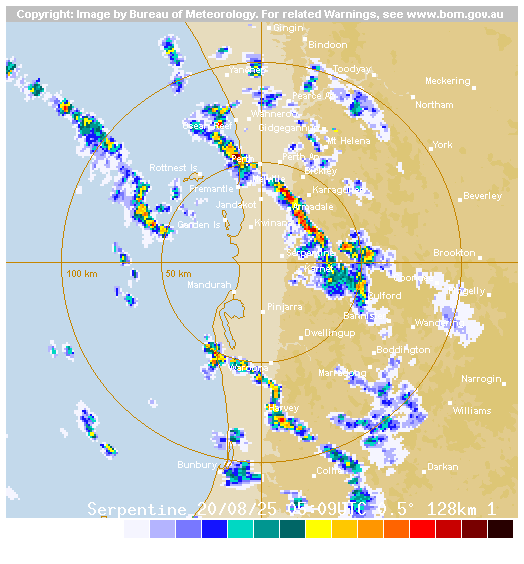 Copyright: Image by Bureau of Meteorology. For related Warnings, see www.bom.gov.au
Gingin
Bindoon
Yanchep
Toodyay
Meckering
Pearce
Northam
Wanneroo
Gidgegannup
Mt Helena
York
Perth
Rottnest Is
Bickley
Fremantle
Karragullen
Beverley
Jandakot
Armadale
Garden Is
Kwinana
Serpentine
Brookton
100 km
50 km
Mandurah
Pinjarra
Wandering
Dwellingup
Boddington
Narrogin
Waroona
Harvey
Williams
Bunbury
Collie
Darkan
Serpentine 20/08/25 05:09UTC 0.5° 128km 1